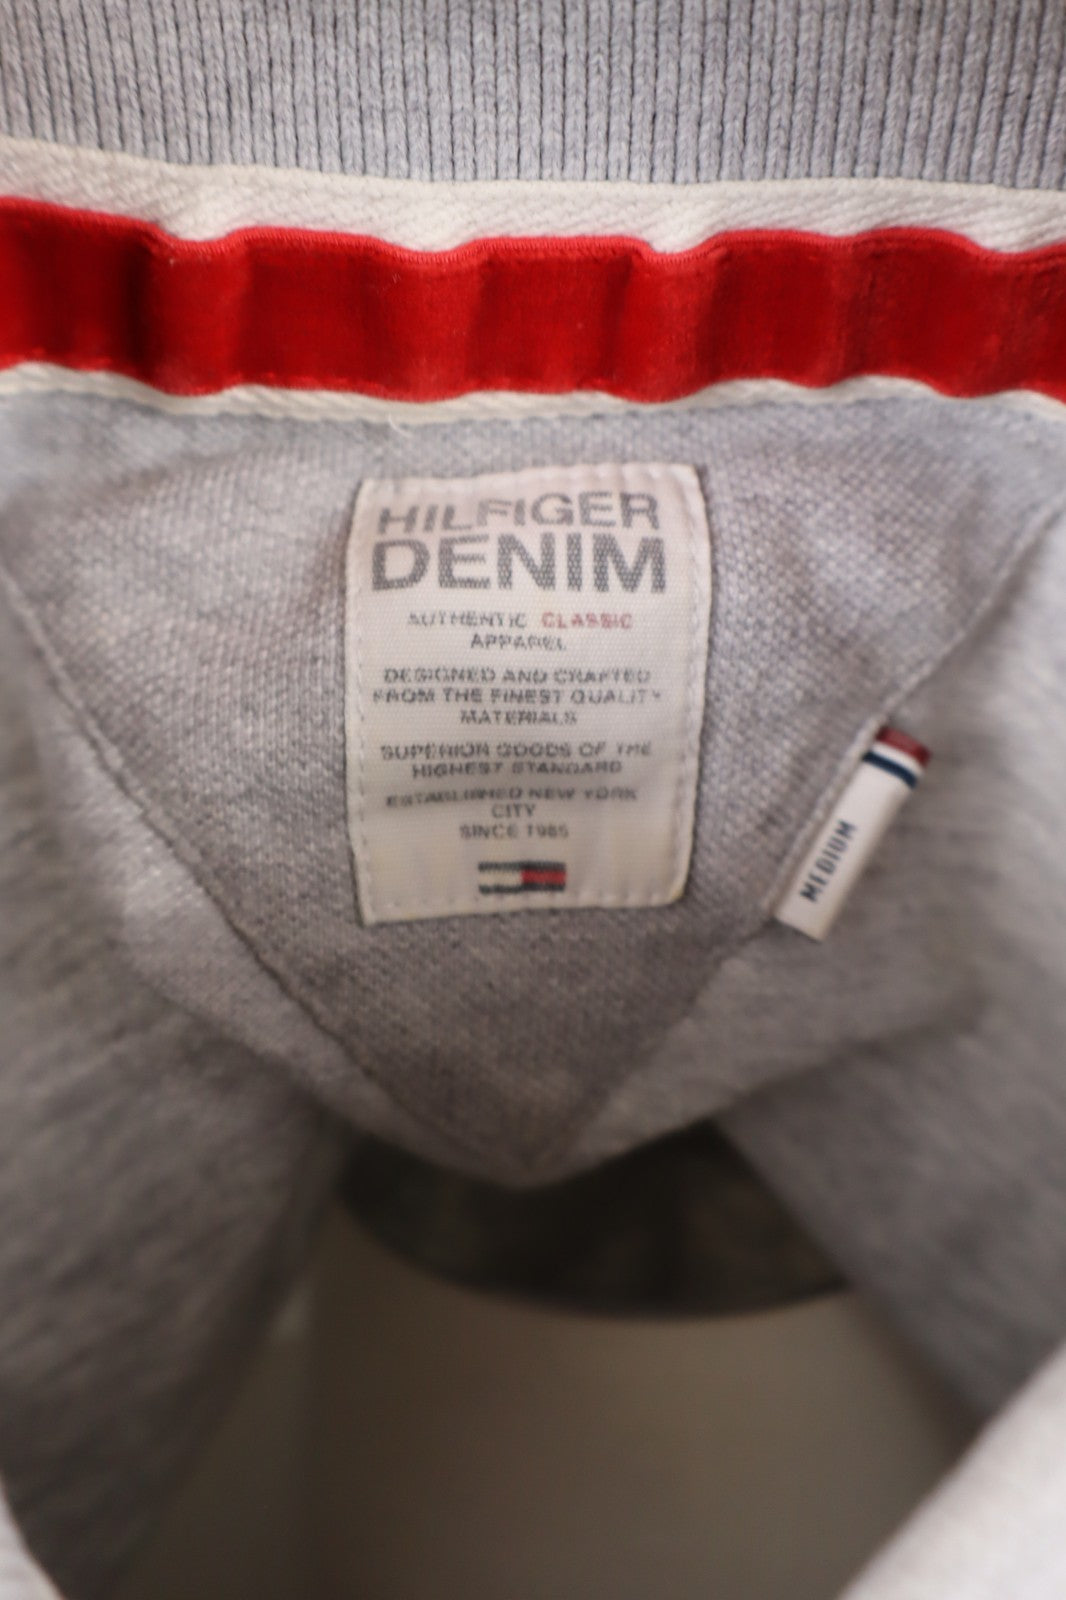 HILFIGER
DENIM
AUTHENTIC CLASSIC
APPAREL
DESIGNED AND CRAFTED
FROM THE FINEST QUALITY
MATERIALS
SUPERIOR GOODS OF THE
HIGHEST STANDARD
ESTABLISHED NEW YORK
CITY
SINCE 1985
MEDIUM